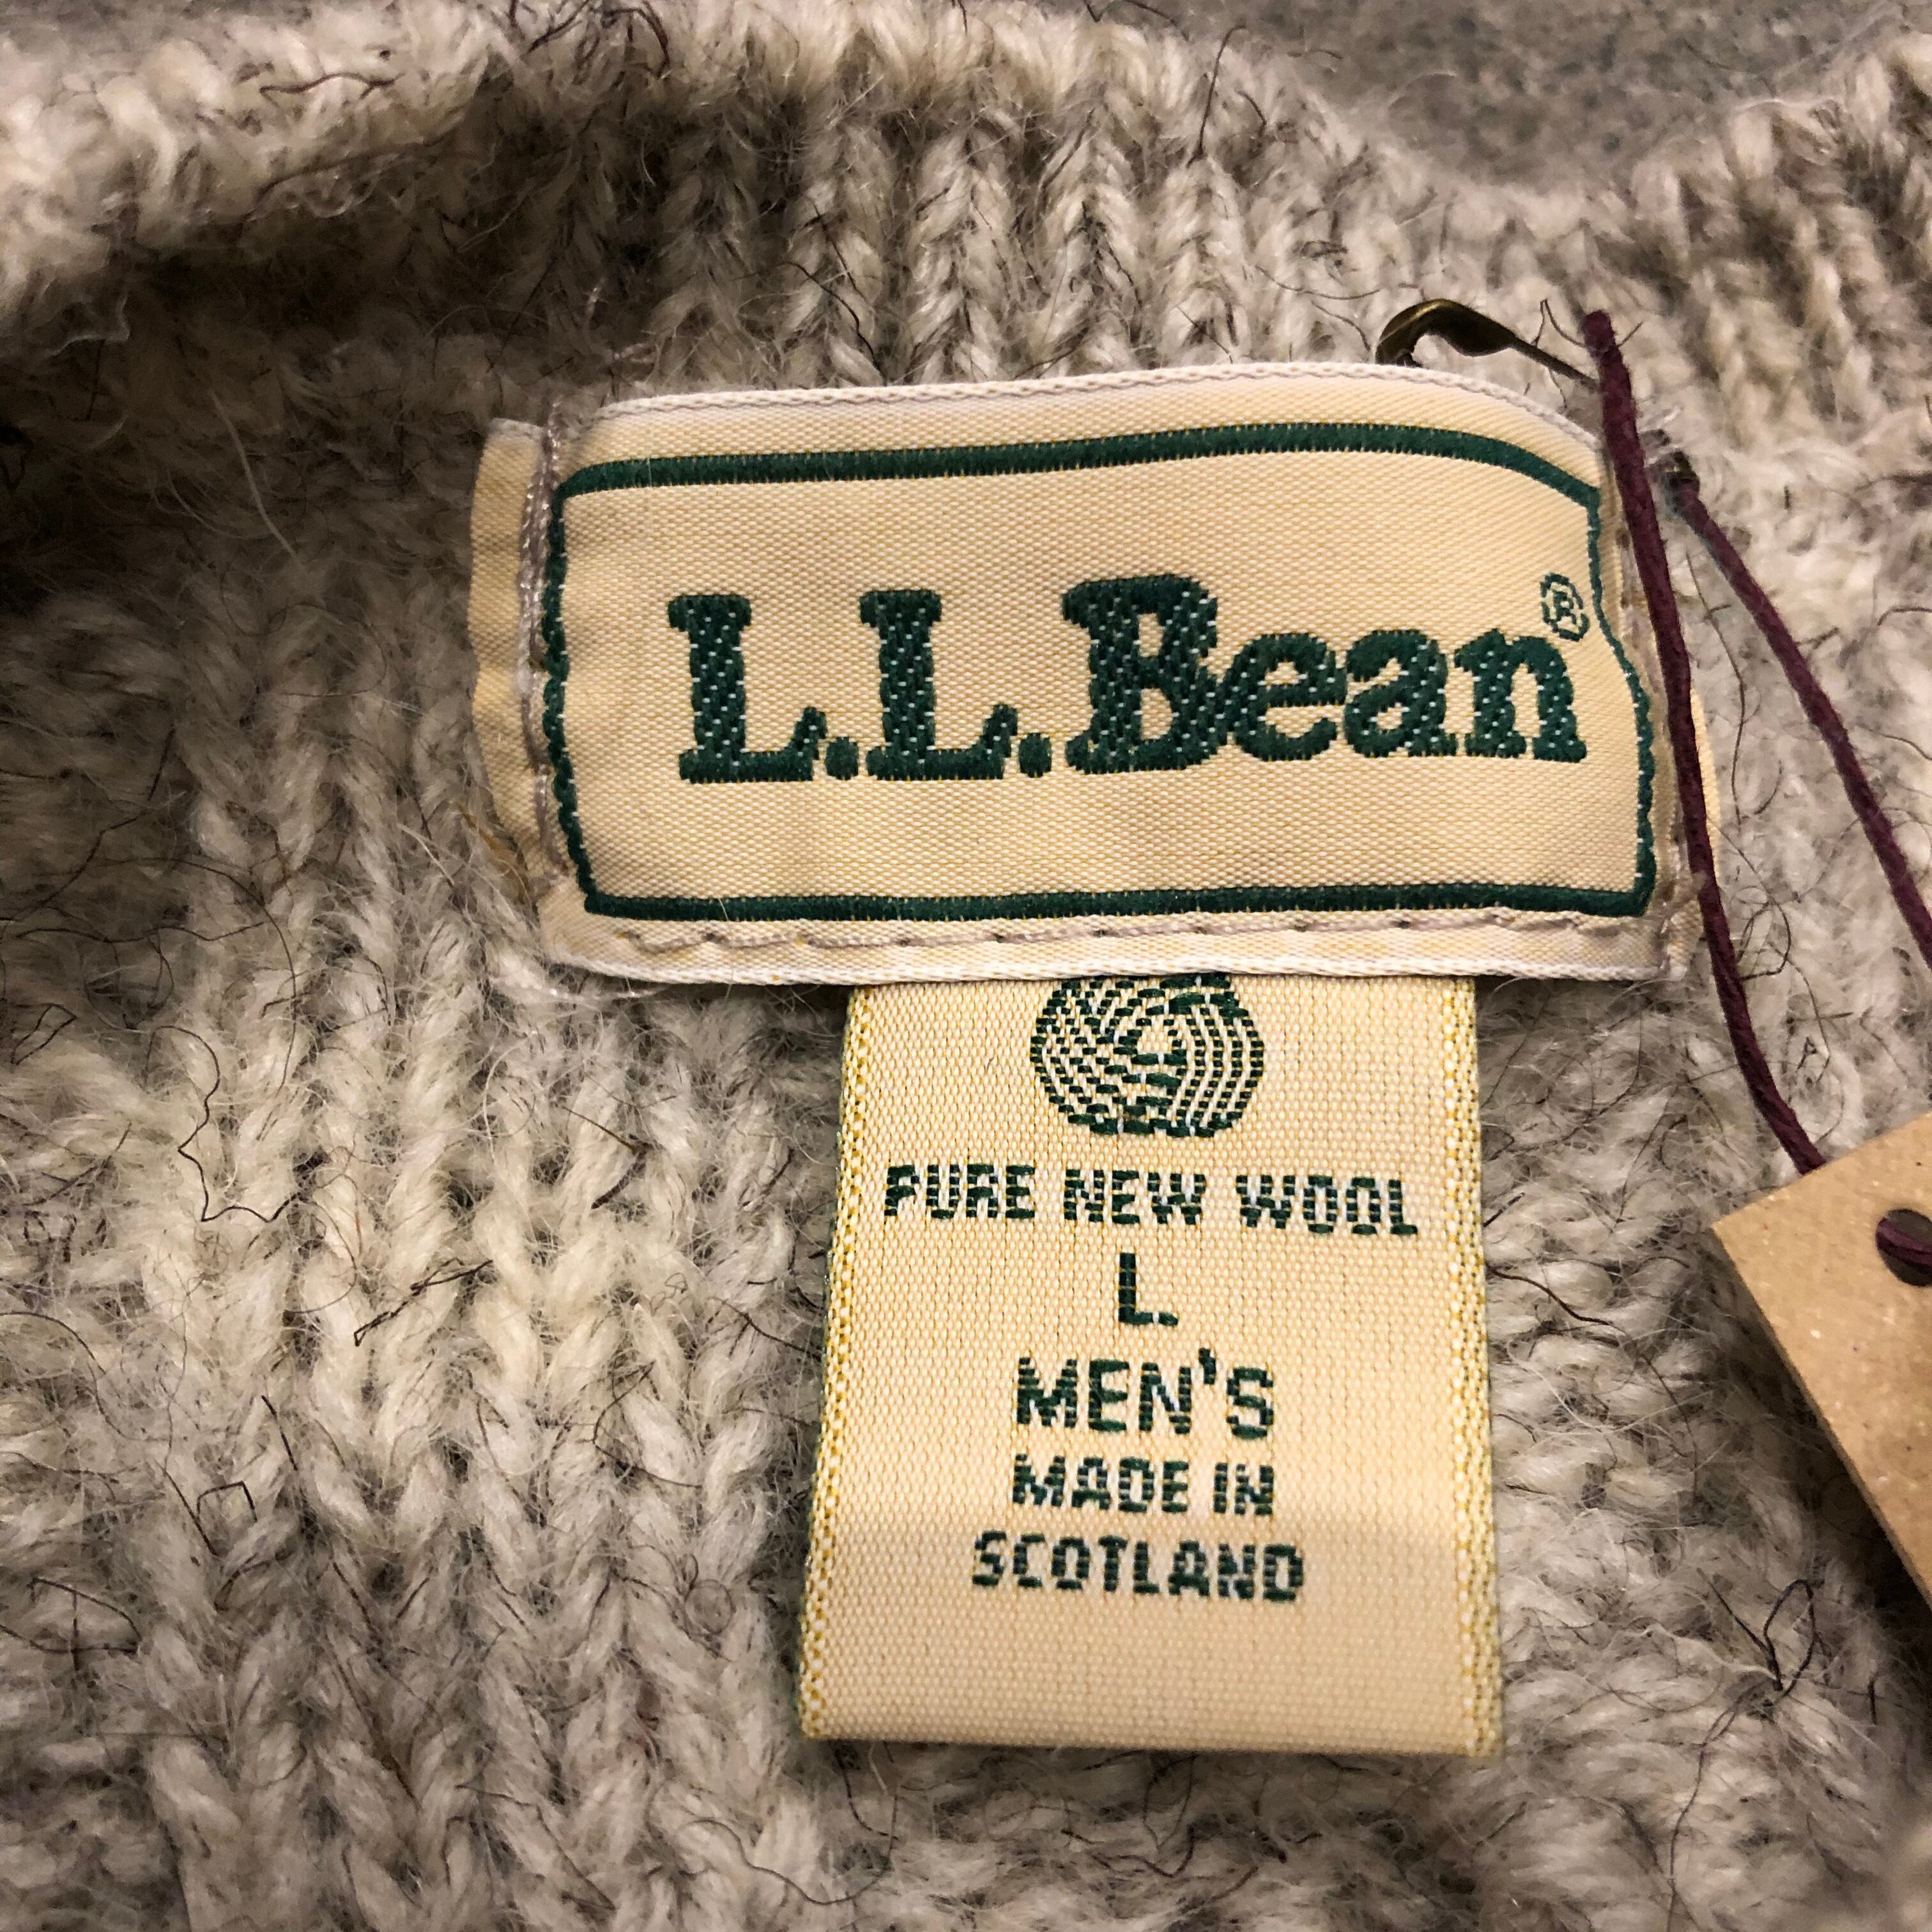 L.L.Bean®
PURE NEW WOOL
L.
MEN'S
MADE IN
SCOTLAND